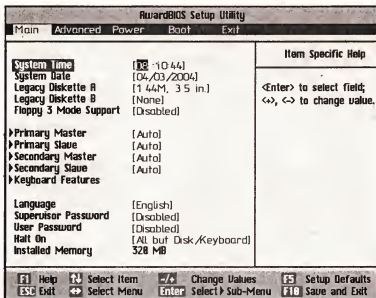 AwardBIOS Setup Utility
Main Advanced Power Boot Exit
System Time [08:10:44]
System Date [04/03/2004]
Legacy Diskette A [1.44M, 3.5 in.]
Legacy Diskette B [None]
Floppy 3 Mode Support [Disabled]
Primary Master [Auto]
Primary Slave [Auto]
Secondary Master [Auto]
Secondary Slave [Auto]
Keyboard Features
Language [English]
Supervisor Password [Disabled]
User Password [Disabled]
Halt On [All but Disk/Keyboard]
Installed Memory 320 MB
Item Specific Help
<Enter> to select field;
<+>, <-> to change value.
F1 Help ↑↓ Select Item -/+ Change Values F5 Setup Defaults
ESC Exit ↔ Select Menu Enter Select▸Sub-Menu F10 Save and Exit